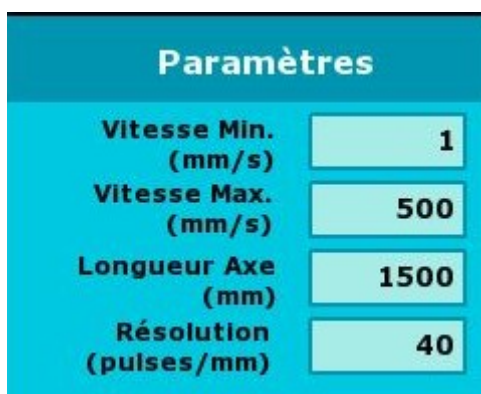 Paramètres
Vitesse Min.
(mm/s)
1
Vitesse Max.
(mm/s)
500
Longueur Axe
(mm)
1500
Résolution
(pulses/mm)
40